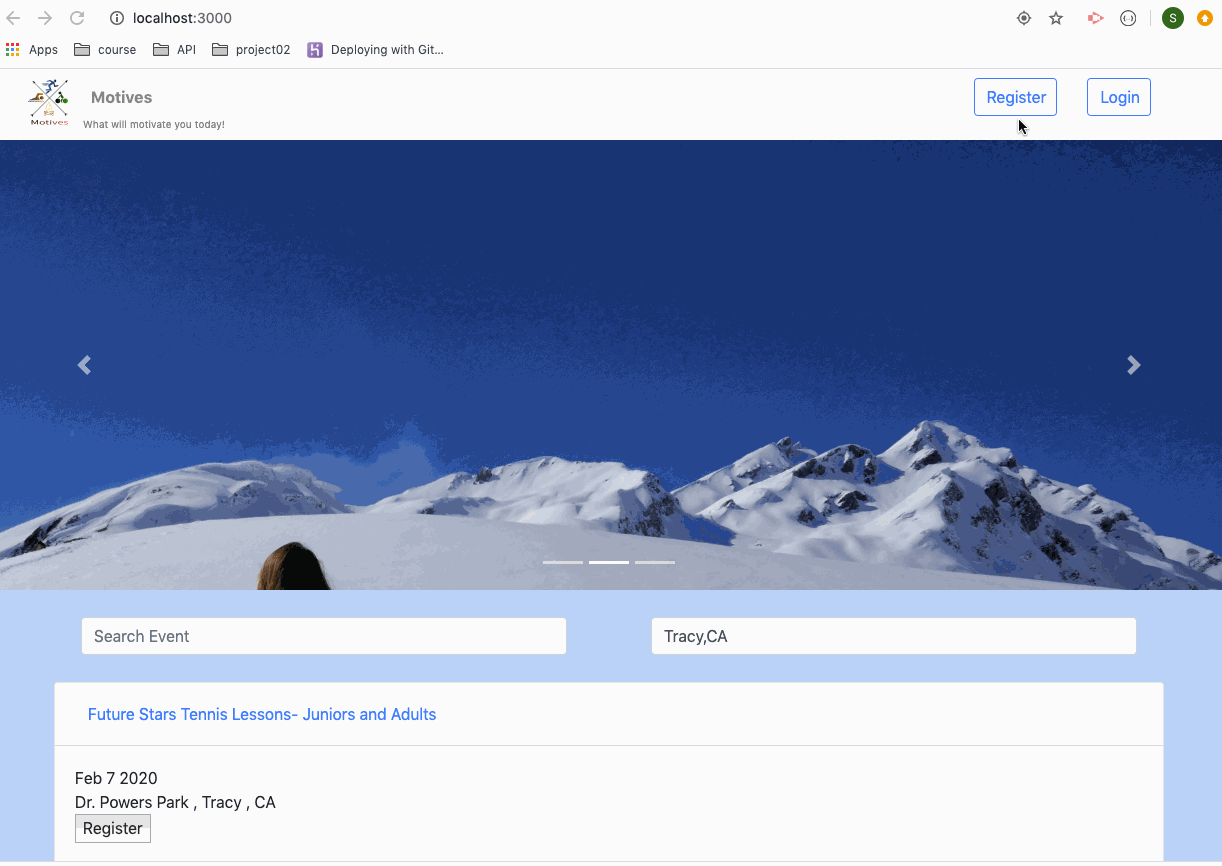 localhost:3000
S
Apps course API project02 Deploying with Git...
Motives Register Login
Motives
What will motivate you today!
Search Event Tracy,CA
Future Stars Tennis Lessons- Juniors and Adults
Feb 7 2020
Dr. Powers Park , Tracy , CA
Register